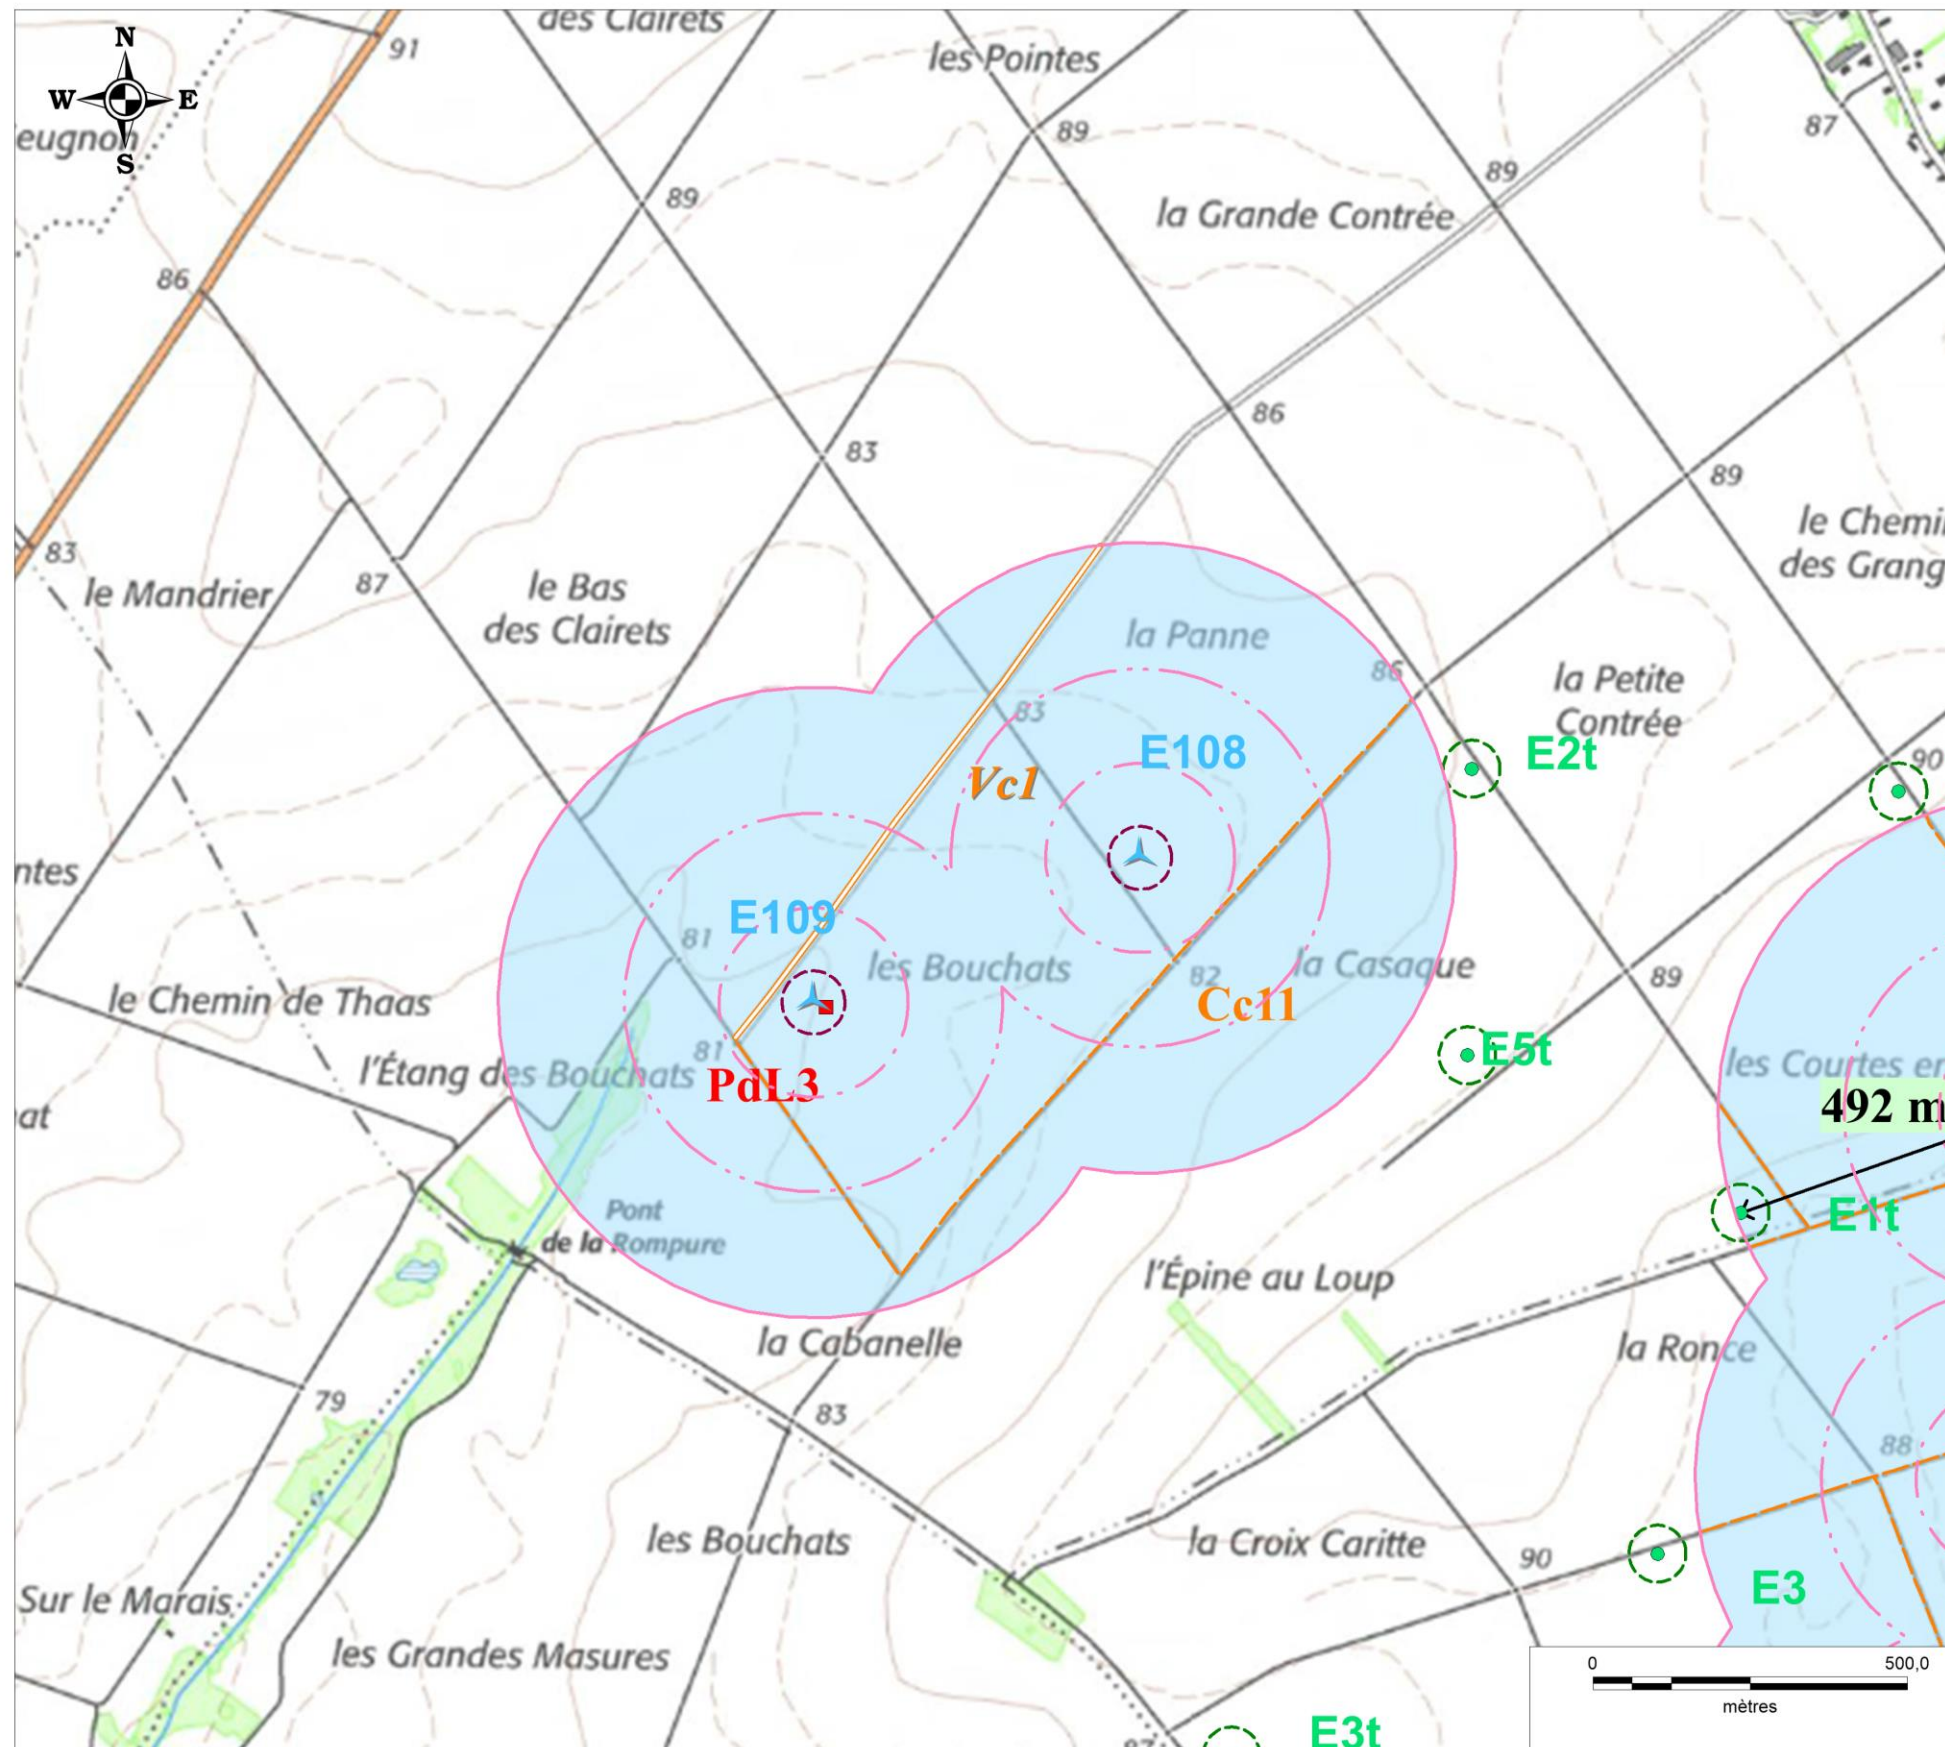 des Clairets
N
91
les Pointes
W
E
89
87
eugnon
S
89
89
la Grande Contrée
86
86
83
89
le Chemi
des Grang
83
le Mandrier
87
le Bas
des Clairets
la Panne
86
la Petite
Contrée
83
E108
E2t
90
Vc1
ntes
E109
81
les Bouchats
82
la Casaque
89
le Chemin de Thaas
Cc11
81
l'Étang des Bouchats
PdL3
E5t
les Courtes en
492 m
at
Pont
de la Rompure
E1t
l'Épine au Loup
la Cabanelle
la Ronce
79
83
88
les Bouchats
la Croix Caritte
90
E3
Sur le Marais
les Grandes Masures
0
500,0
mètres
E3t
87